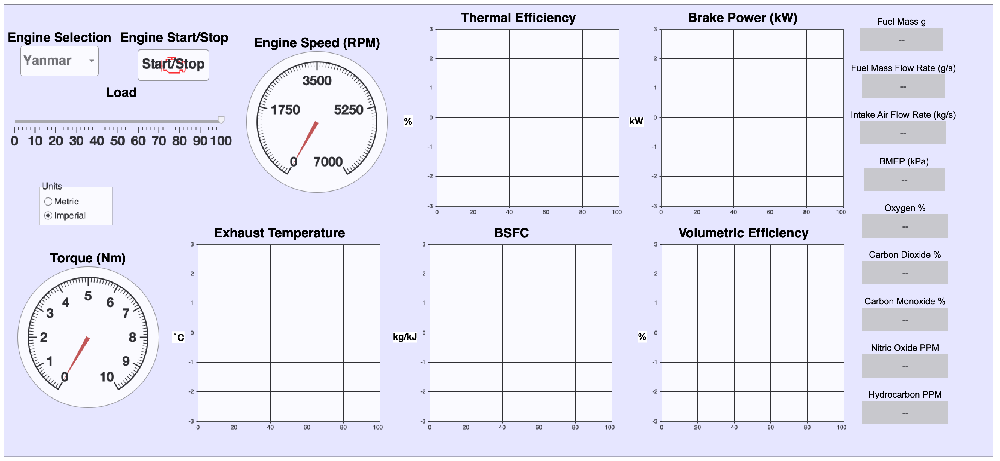 Engine Selection
Yanmar
Engine Start/Stop
Start/Stop
Load
0 10 20 30 40 50 60 70 80 90 100
Units
Metric
Imperial
Engine Speed (RPM)
0
1750
3500
5250
7000
Thermal Efficiency
%
3
2
1
0
-1
-2
-3
0 20 40 60 80 100
Brake Power (kW)
kW
3
2
1
0
-1
-2
-3
0 20 40 60 80 100
Torque (Nm)
0
1
2
3
4
5
6
7
8
9
10
Exhaust Temperature
°C
3
2
1
0
-1
-2
-3
0 20 40 60 80 100
BSFC
kg/kJ
3
2
1
0
-1
-2
-3
0 20 40 60 80 100
Volumetric Efficiency
%
3
2
1
0
-1
-2
-3
0 20 40 60 80 100
Fuel Mass g
--
Fuel Mass Flow Rate (g/s)
--
Intake Air Flow Rate (kg/s)
--
BMEP (kPa)
--
Oxygen %
--
Carbon Dioxide %
--
Carbon Monoxide %
--
Nitric Oxide PPM
--
Hydrocarbon PPM
--